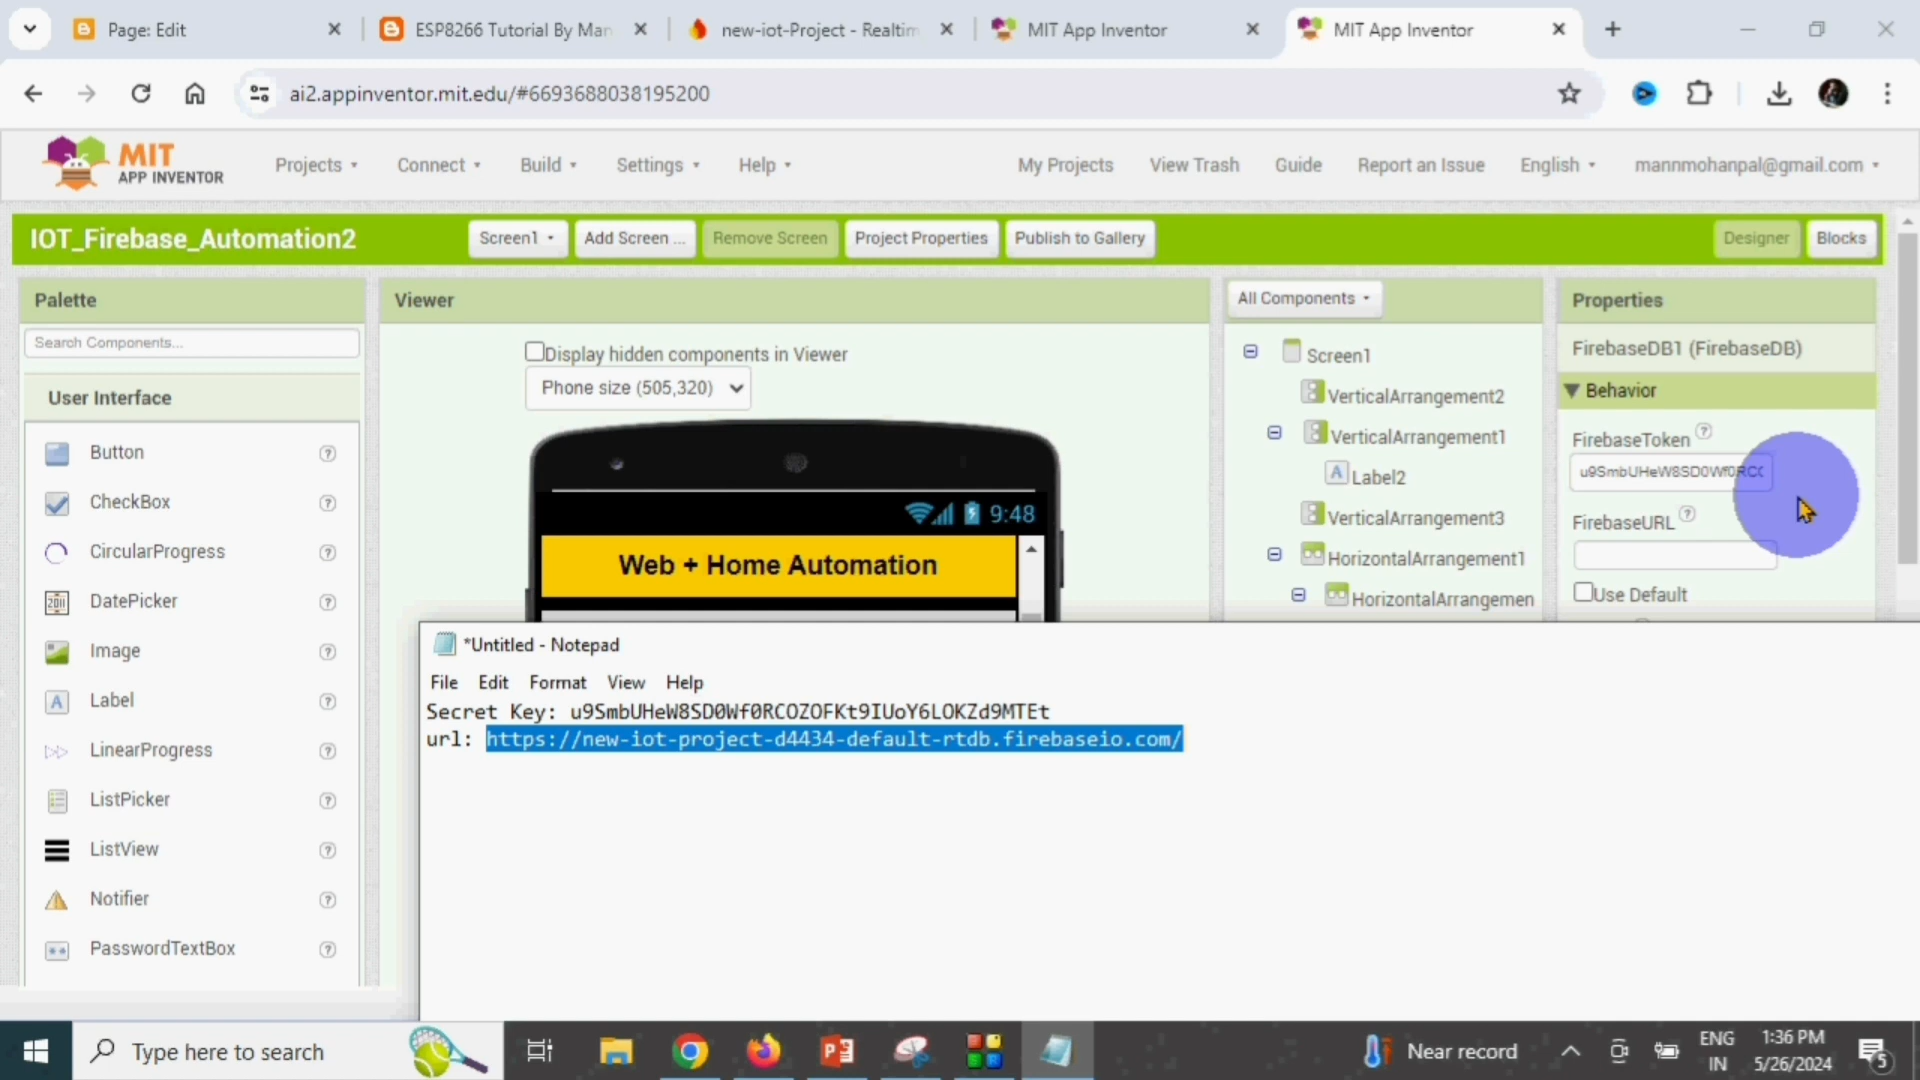 Page: Edit
ESP8266 Tutorial By Man
new-iot-Project - Realtim
MIT App Inventor
MIT App Inventor
ai2.appinventor.mit.edu/#6693688038195200
MIT
APP INVENTOR
Projects
Connect
Build
Settings
Help
My Projects
View Trash
Guide
Report an Issue
English
mannmohanpal@gmail.com
IOT_Firebase_Automation2
Screen1
Add Screen ...
Remove Screen
Project Properties
Publish to Gallery
Designer
Blocks
Palette
Search Components...
User Interface
Button
CheckBox
CircularProgress
DatePicker
Image
Label
LinearProgress
ListPicker
ListView
Notifier
PasswordTextBox
Viewer
Display hidden components in Viewer
Phone size (505,320)
9:48
Web + Home Automation
All Components
Screen1
VerticalArrangement2
VerticalArrangement1
Label2
VerticalArrangement3
HorizontalArrangement1
HorizontalArrangemen
Properties
FirebaseDB1 (FirebaseDB)
Behavior
FirebaseToken
u9SmbUHeW8SD0Wf0RCC
FirebaseURL
Use Default
*Untitled - Notepad
File Edit Format View Help
Secret Key: u9SmbUHeW8SD0Wf0RCOZOFKt9IUoY6LOKZd9MTEt
url: https://new-iot-project-d4434-default-rtdb.firebaseio.com/
Type here to search
Near record
ENG
IN
1:36 PM
5/26/2024
5